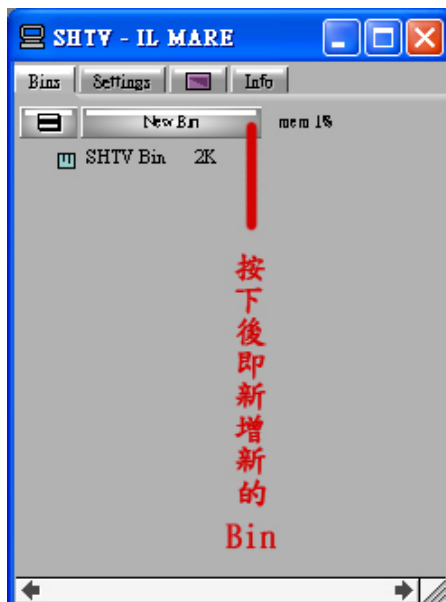 SHTV - IL MARE
Bins Settings Info
New Bin mem 1%
SHTV Bin 2K
按下後即新增新的
Bin